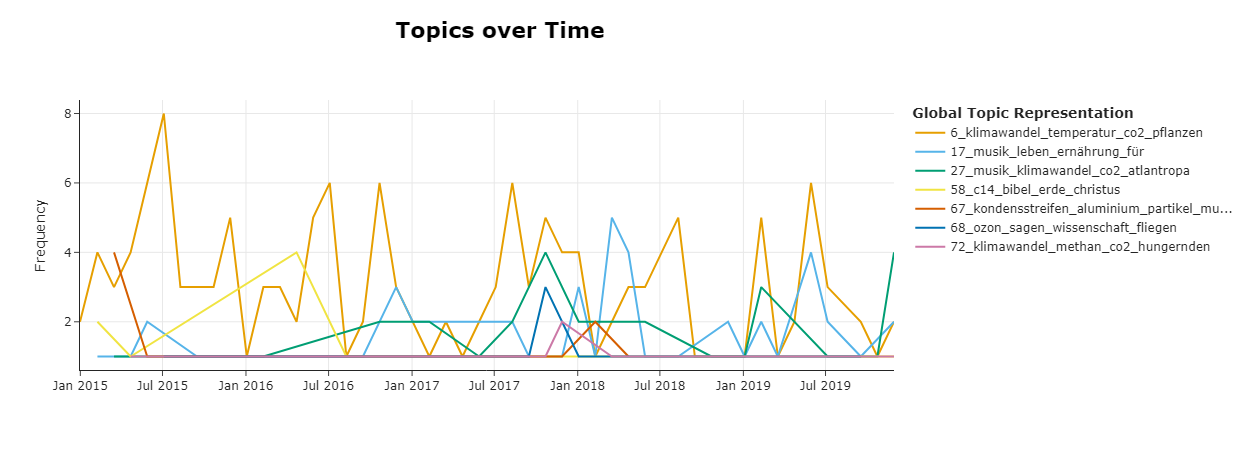 Topics over Time
Global Topic Representation
6_klimawandel_temperatur_co2_pflanzen
17_musik_leben_ernährung_für
27_musik_klimawandel_co2_atlantropa
58_c14_bibel_erde_christus
67_kondensstreifen_aluminium_partikel_mu...
68_ozon_sagen_wissenschaft_fliegen
72_klimawandel_methan_co2_hungernden
Frequency
8
6
4
2
Jan 2015 Jul 2015 Jan 2016 Jul 2016 Jan 2017 Jul 2017 Jan 2018 Jul 2018 Jan 2019 Jul 2019